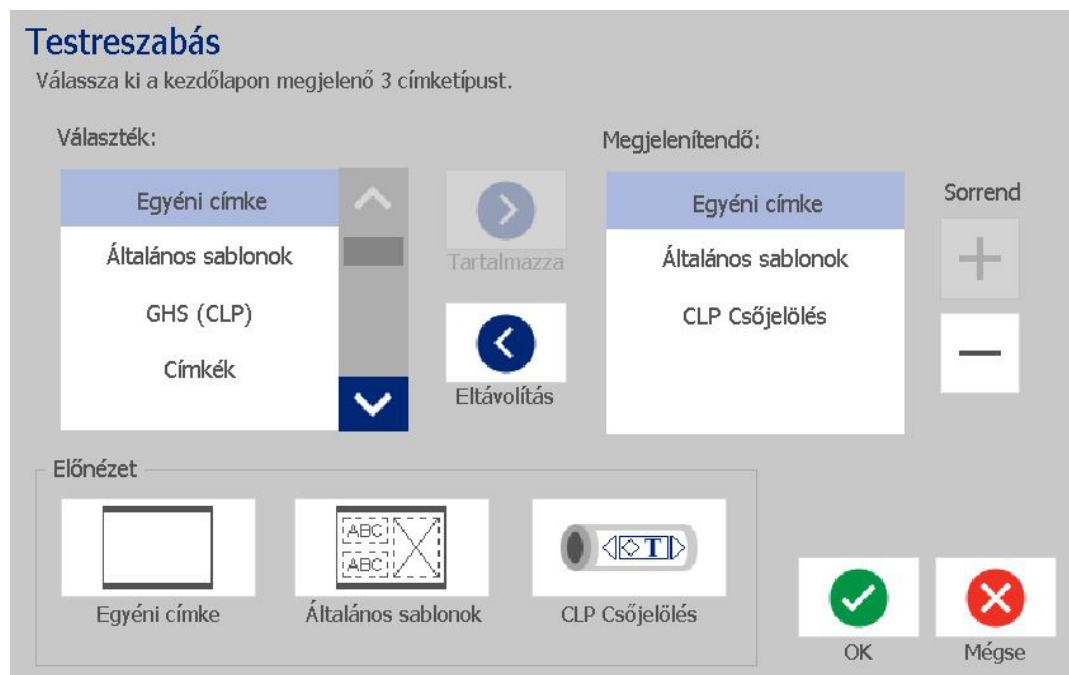 Testreszabás
Válassza ki a kezdőlapon megjelenő 3 címketípust.
Választék:
Egyéni címke
Általános sablonok
GHS (CLP)
Címkék
Tartalmazza
Eltávolítás
Megjelenítendő:
Egyéni címke
Általános sablonok
CLP Csőjelölés
Sorrend
Előnézet
ABC
ABC
T
Egyéni címke
Általános sablonok
CLP Csőjelölés
OK
Mégse